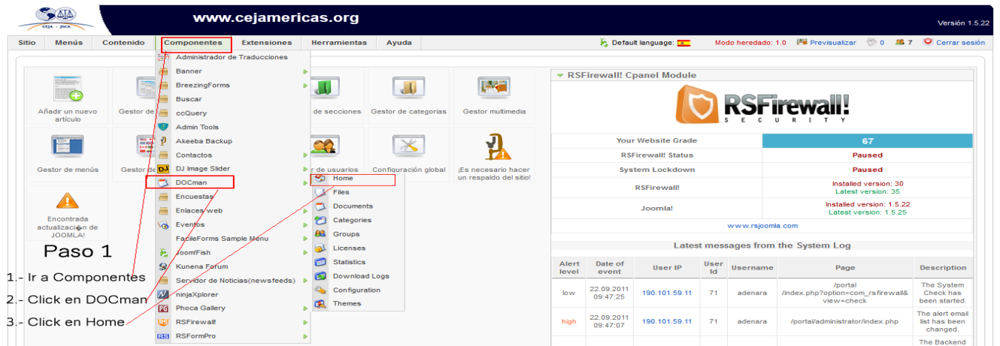 CEJA - JSCA
www.cejamericas.org
Versión 1.5.22
Sitio Menús Contenido Componentes Extensiones Herramientas Ayuda Default language: Modo heredado: 1.0 Previsualizar 0 7 Cerrar sesión
Administrador de Traducciones
Banner
BreezingForms
Buscar
ccQuery
Admin Tools
Akeeba Backup
Contactos
DJ Image Slider
DOCman
Encuestas
Enlaces web
Eventos
FacileForms Sample Menu
Joom!Fish
Kunena Forum
Servidor de Noticias(newsfeeds)
ninjaXplorer
Phoca Gallery
RSFirewall!
RSFormPro
Home
Files
Documents
Categories
Groups
Licenses
Statistics
Download Logs
Configuration
Themes
Añadir un nuevo
artículo
Gestor de
de secciones
Gestor de categorias
Gestor multimedia
Gestor de menús
Gestor de
r de usuarios
Configuración global
¡Es necesario hacer
un respaldo del sitio!
Encontrada
actualizaci�n de
JOOMLA!
Paso 1
1.- Ir a Componentes
2.- Click en DOCman
3.- Click en Home
RSFirewall! Cpanel Module
RSFirewall!
SECURITY
Your Website Grade 67
RSFirewall! Status Paused
System Lockdown Paused
RSFirewall! Installed version: 30
Latest version: 35
Joomla! Installed version: 1.5.22
Latest version: 1.5.25
www.rsjoomla.com
Latest messages from the System Log
Alert level Date of event User IP User Id Username Page Description
low 22.09.2011 09:47:25 190.101.59.11 71 adenara /portal /index.php?option=com_rsfirewall& view=check The System Check has been started.
high 22.09.2011 09:47:07 190.101.59.11 71 adenara /portal/administrator/index.php The alert email list has been changed.
The Backend